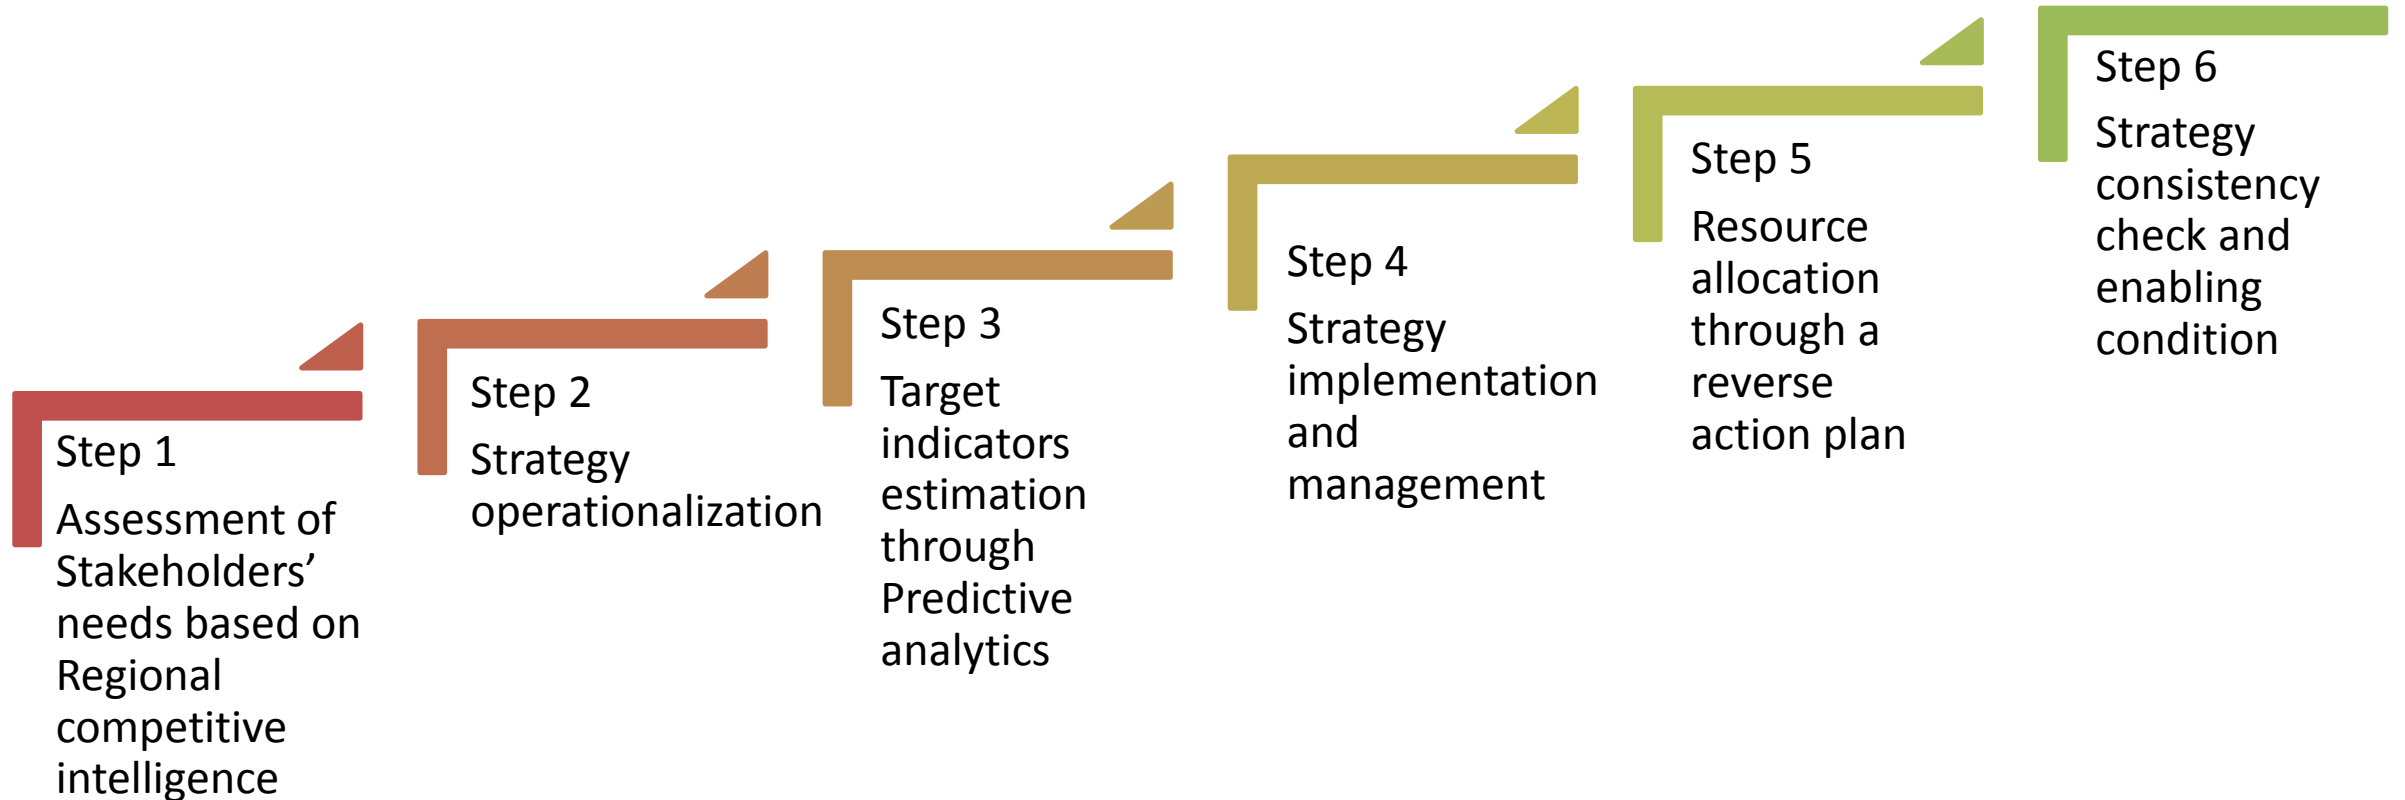 Step 1
Assessment of
Stakeholders’
needs based on
Regional
competitive
intelligence
Step 2
Strategy
operationalization
Step 3
Target
indicators
estimation
through
Predictive
analytics
Step 4
Strategy
implementation
and
management
Step 5
Resource
allocation
through a
reverse
action plan
Step 6
Strategy
consistency
check and
enabling
condition